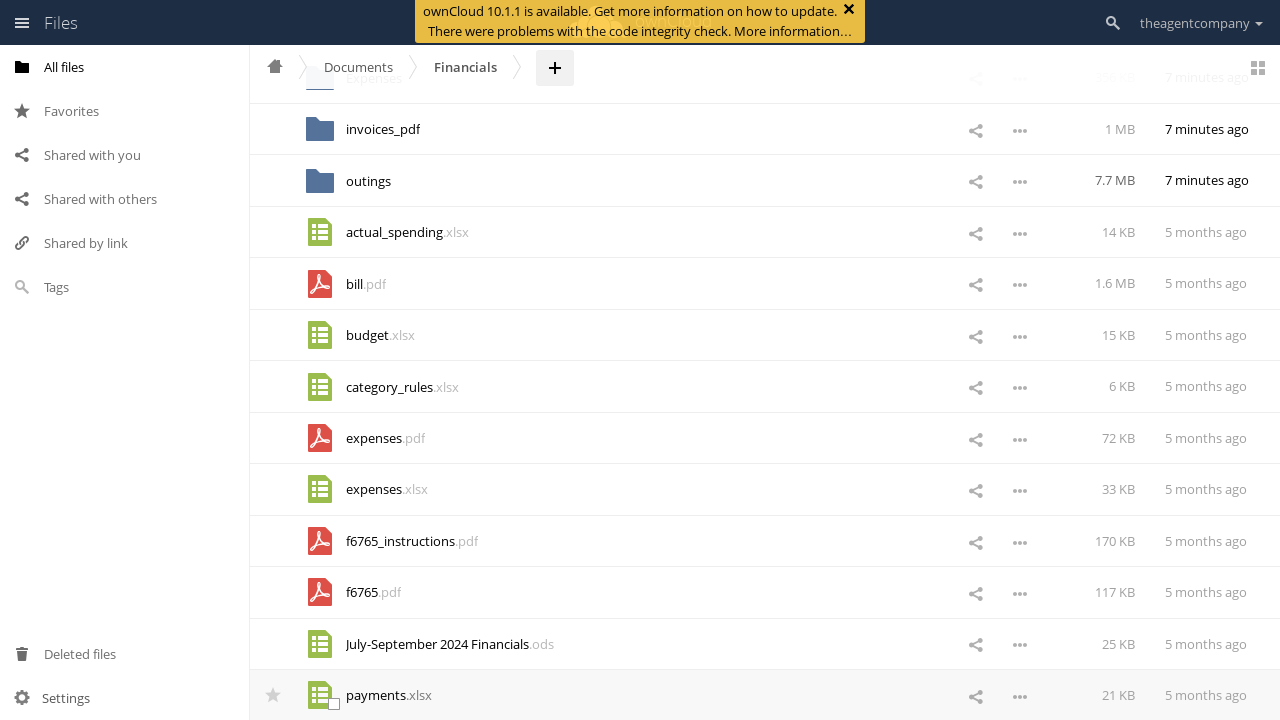 Files
ownCloud 10.1.1 is available. Get more information on how to update.
There were problems with the code integrity check. More information…
theagentcompany
All files
Favorites
Shared with you
Shared with others
Shared by link
Tags
Deleted files
Settings
Documents
Financials
Expenses 7 minutes ago
invoices_pdf 1 MB 7 minutes ago
outings 7.7 MB 7 minutes ago
actual_spending.xlsx 14 KB 5 months ago
bill.pdf 1.6 MB 5 months ago
budget.xlsx 15 KB 5 months ago
category_rules.xlsx 6 KB 5 months ago
expenses.pdf 72 KB 5 months ago
expenses.xlsx 33 KB 5 months ago
f6765_instructions.pdf 170 KB 5 months ago
f6765.pdf 117 KB 5 months ago
July-September 2024 Financials.ods 25 KB 5 months ago
payments.xlsx 21 KB 5 months ago